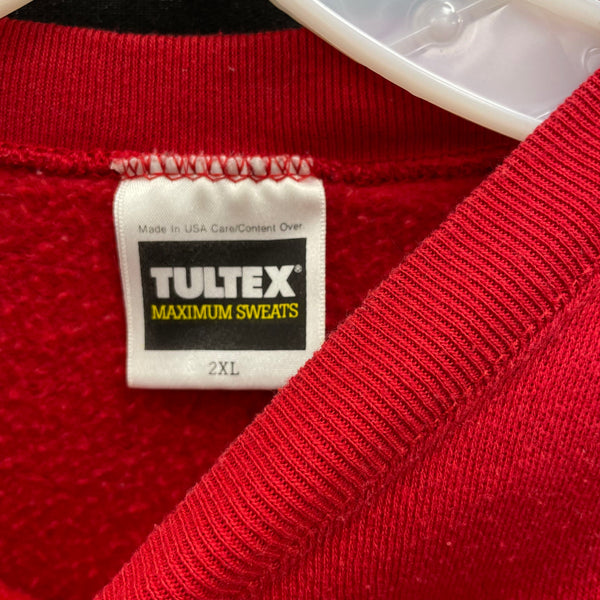 Made In USA Care/Content Over
TULTEX®
MAXIMUM SWEATS
2XL